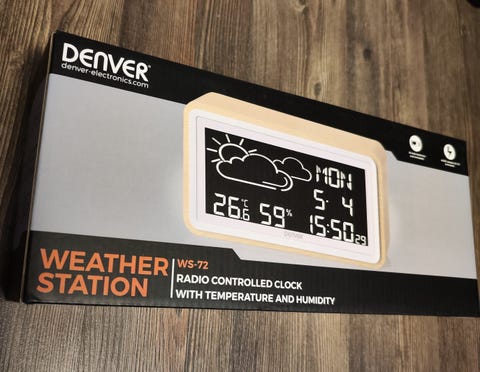 DENVER
denver-electronics.com
MON
5. 4
26.6 °C 59%
15:50 29
DENVER
WEATHER
STATION
WS-72
RADIO CONTROLLED CLOCK
WITH TEMPERATURE AND HUMIDITY